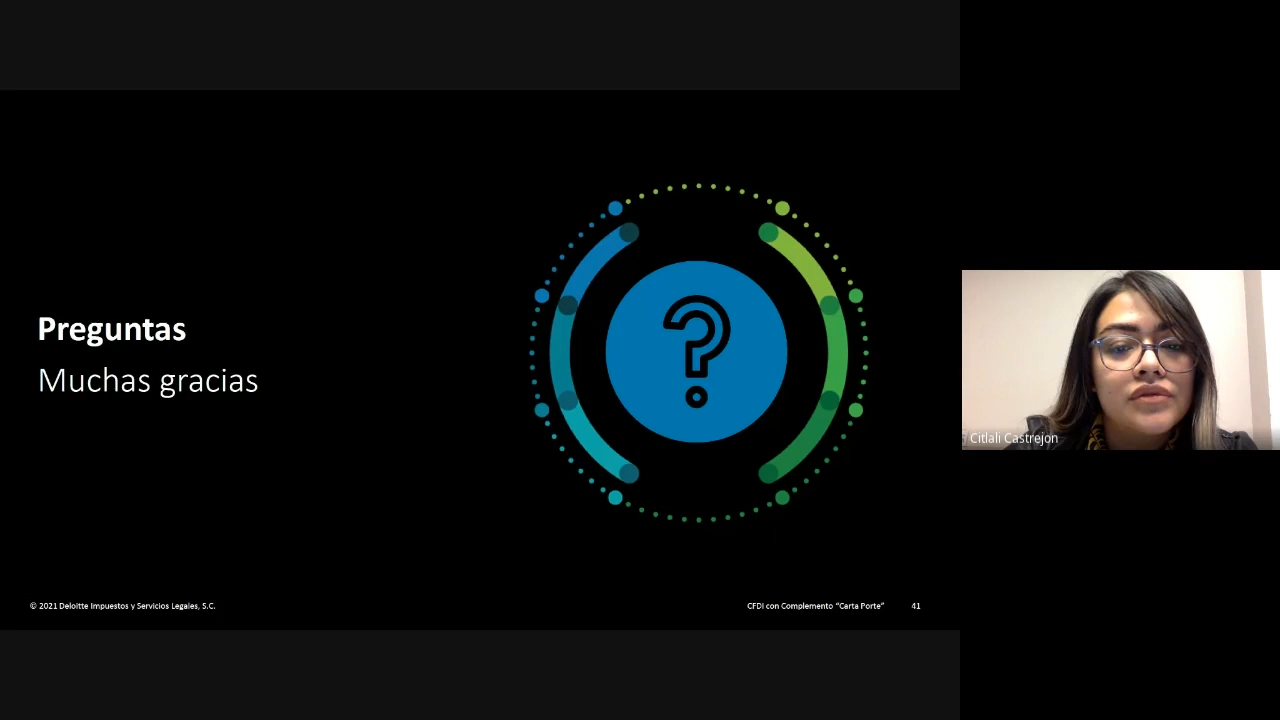 Preguntas
Muchas gracias
Citlali Castrejon
© 2021 Deloitte Impuestos y Servicios Legales, S.C.
CFDI con Complemento “Carta Porte”
41